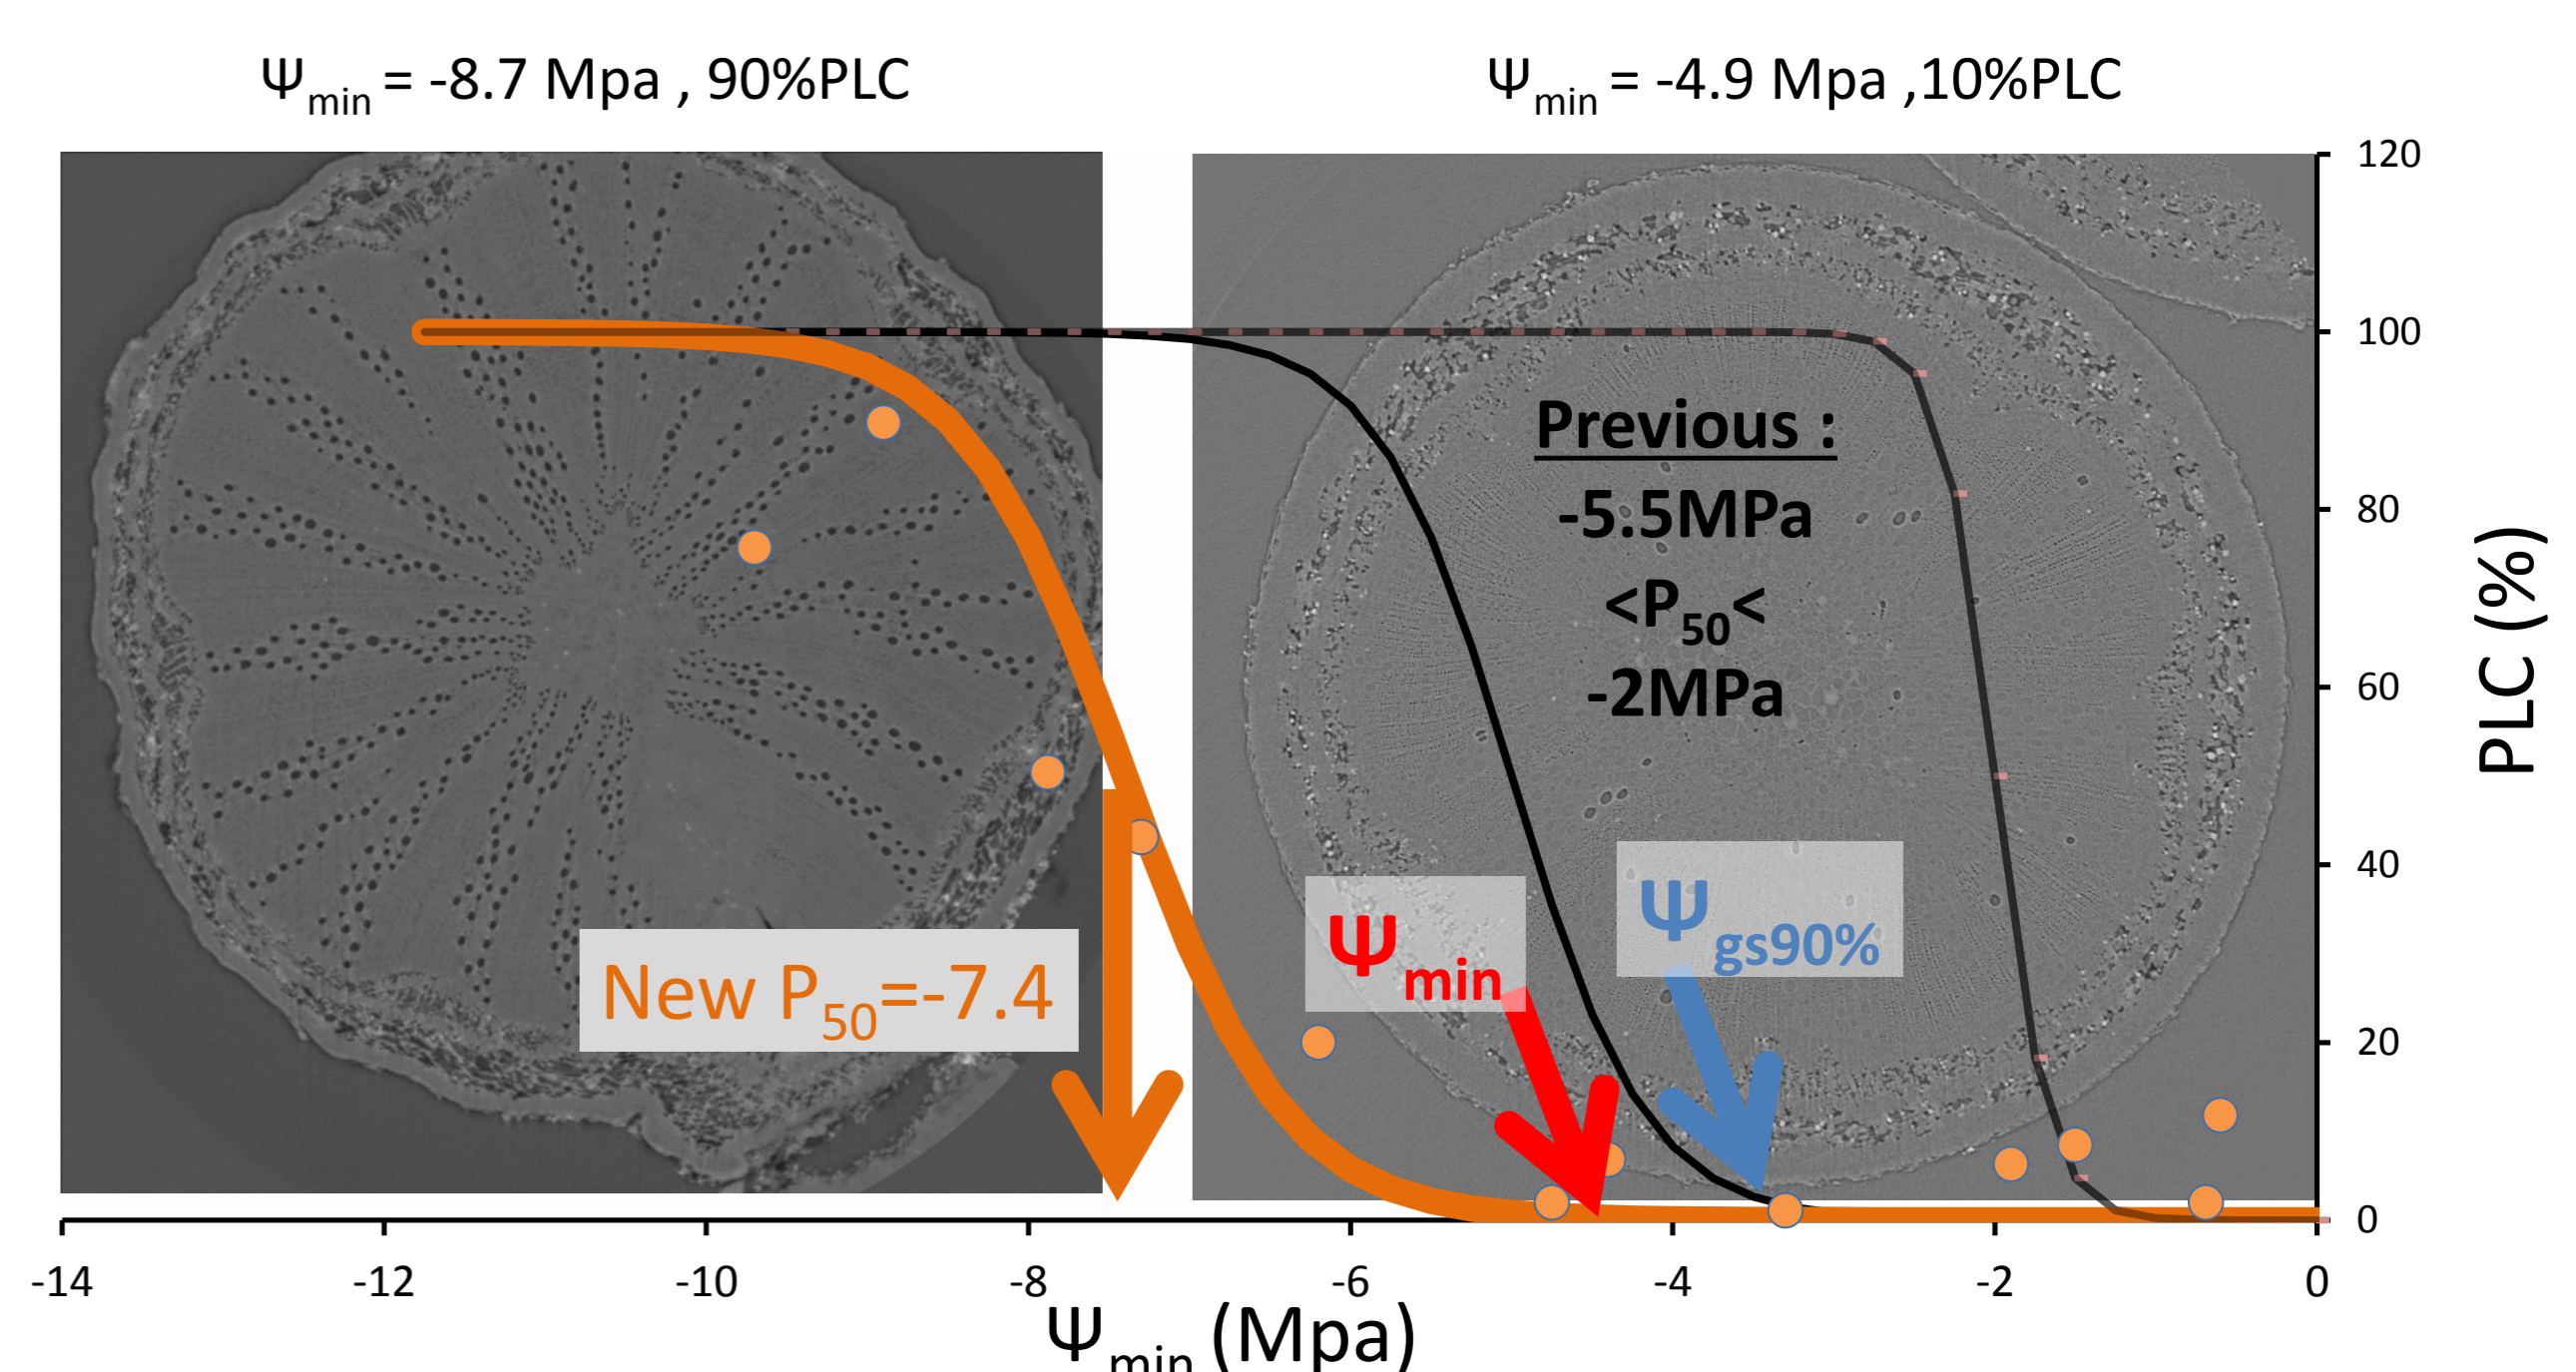 Ψmin = -8.7 Mpa , 90%PLC
Ψmin = -4.9 Mpa ,10%PLC
120
100
80
60
40
20
0
PLC (%)
Previous :
-5.5MPa
<P50<
-2MPa
Ψmin
Ψgs90%
New P50=-7.4
-14
-12
-10
-8
-6
-4
-2
0
Ψmin (Mpa)